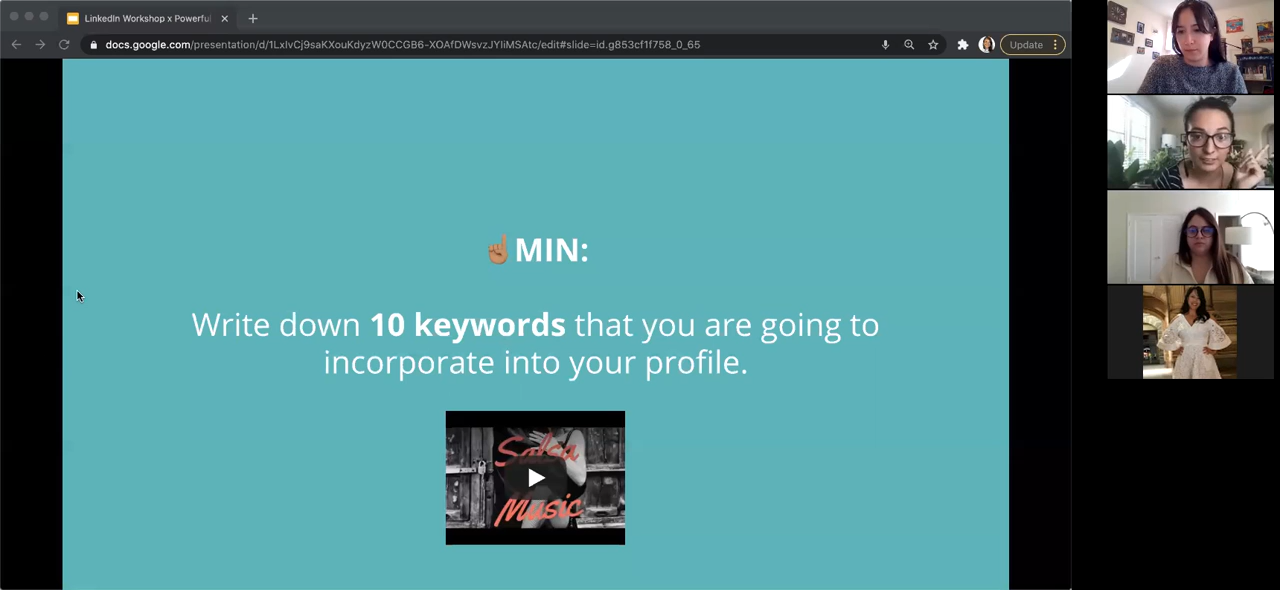 LinkedIn Workshop x Powerful
docs.google.com/presentation/d/1LxIvCj9saKXouKdyzW0CCGB6-XOAfDWsvzJYIiMSAtc/edit#slide=id.g853cf1f758_0_65
Update
☝🏽MIN:
Write down 10 keywords that you are going to
incorporate into your profile.
Salsa
Music